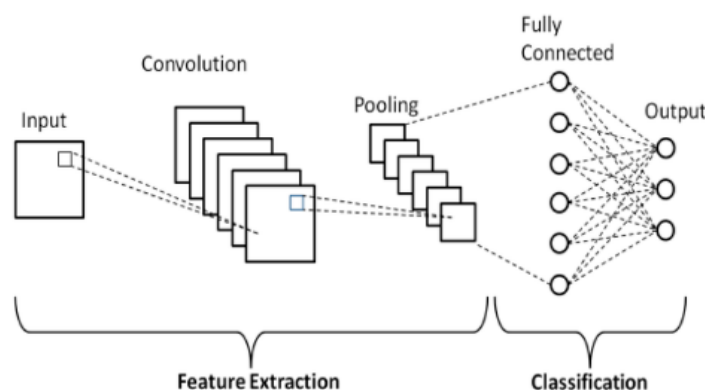 Fully
Connected
Convolution
Pooling
Input
Output
Feature Extraction
Classification